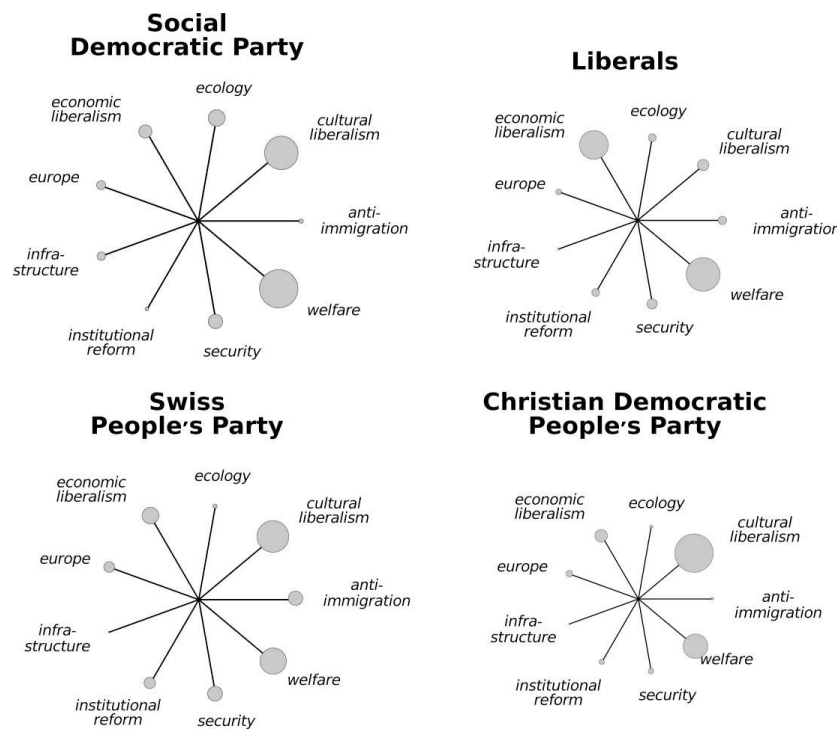 Social
Democratic Party
ecology
economic
liberalism
cultural
liberalism
europe
anti-
immigration
infra-
structure
welfare
institutional
reform
security
Liberals
ecology
economic
liberalism
cultural
liberalism
europe
anti-
immigration
infra-
structure
welfare
institutional
reform
security
Swiss
People's Party
ecology
economic
liberalism
cultural
liberalism
europe
anti-
immigration
infra-
structure
welfare
institutional
reform
security
Christian Democratic
People's Party
ecology
economic
liberalism
cultural
liberalism
europe
anti-
immigration
infra-
structure
welfare
institutional
reform
security